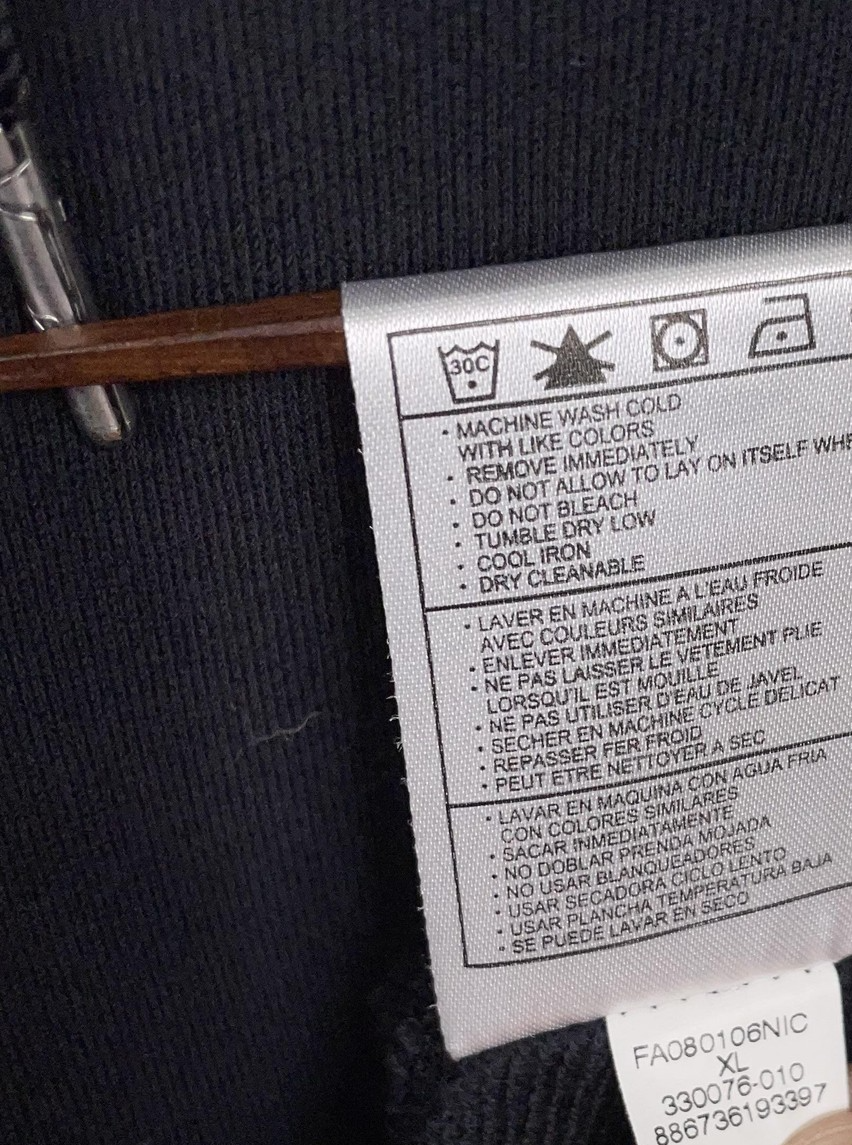 30C
• MACHINE WASH COLD
WITH LIKE COLORS
• REMOVE IMMEDIATELY
• DO NOT ALLOW TO LAY ON ITSELF
• DO NOT BLEACH
• TUMBLE DRY LOW
• COOL IRON
• DRY CLEANABLE
• LAVER EN MACHINE A L'EAU FROIDE
AVEC COULEURS SIMILAIRES
• ENLEVER IMMEDIATEMENT
• NE PAS LAISSER LE VETEMENT PLIE
LORSQU'IL EST MOUILLE
• NE PAS UTILISER D'EAU DE JAVEL
• SECHER EN MACHINE CYCLE DELICAT
• REPASSER FER FROID
• PEUT ETRE NETTOYER A SEC
• LAVAR EN MAQUINA CON AGUA FRIA
CON COLORES SIMILARES
• SACAR INMEDIATAMENTE
• NO DOBLAR PRENDA MOJADA
• NO USAR BLANQUEADORES
• USAR SECADORA CICLO LENTO
• USAR PLANCHA TEMPERATURA BAJA
• SE PUEDE LAVAR EN SECO
FA080106NIC
XL
330076-010
886736193397